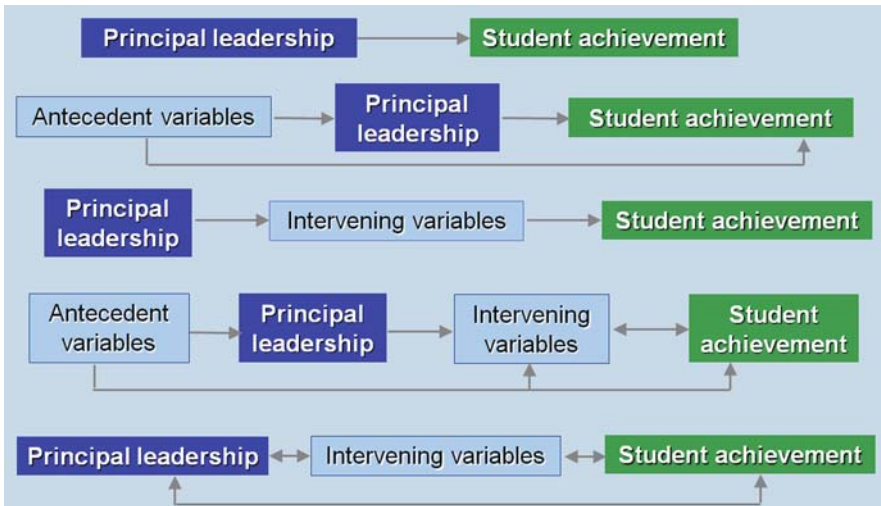 Principal leadership
Student achievement
Antecedent variables
Principal
leadership
Student achievement
Principal
leadership
Intervening variables
Student achievement
Antecedent
variables
Principal
leadership
Intervening
variables
Student
achievement
Principal leadership
Intervening variables
Student achievement